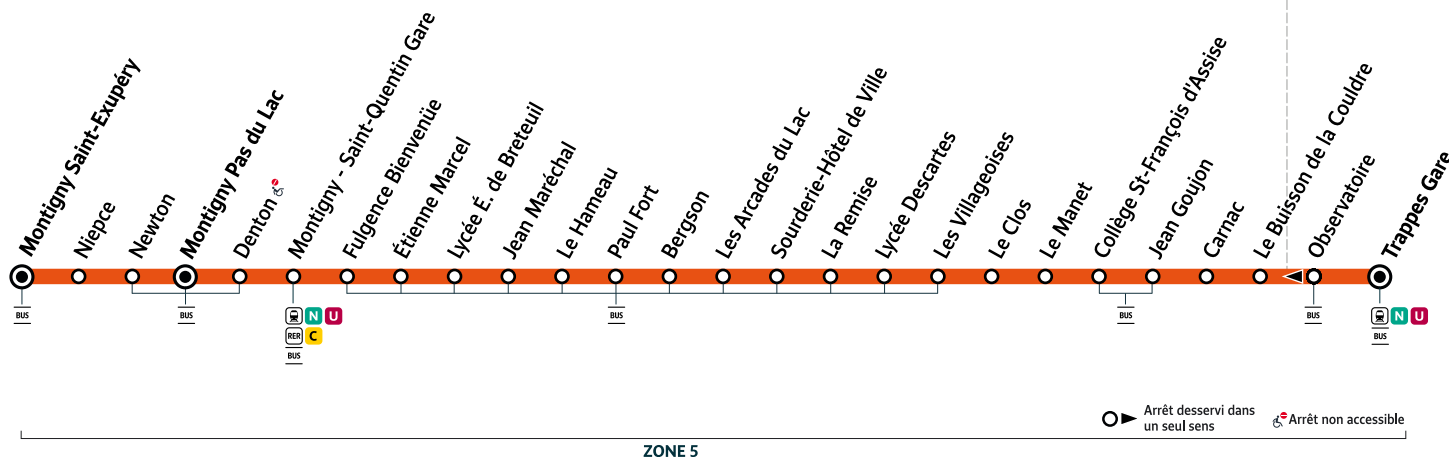 Montigny Saint-Exupéry
Niepce
Newton
Montigny Pas du Lac
Denton
Montigny - Saint-Quentin Gare
Fulgence Bienvenüe
Étienne Marcel
Lycée É. de Breteuil
Jean Maréchal
Le Hameau
Paul Fort
Bergson
Les Arcades du Lac
Sourderie-Hôtel de Ville
La Remise
Lycée Descartes
Les Villageoises
Le Clos
Le Manet
Collège St-François d'Assise
Jean Goujon
Carnac
Le Buisson de la Couldre
Observatoire
Trappes Gare
BUS
BUS
N U
RER C
BUS
BUS
BUS
BUS
N U
BUS
Arrêt desservi dans
un seul sens
Arrêt non accessible
ZONE 5